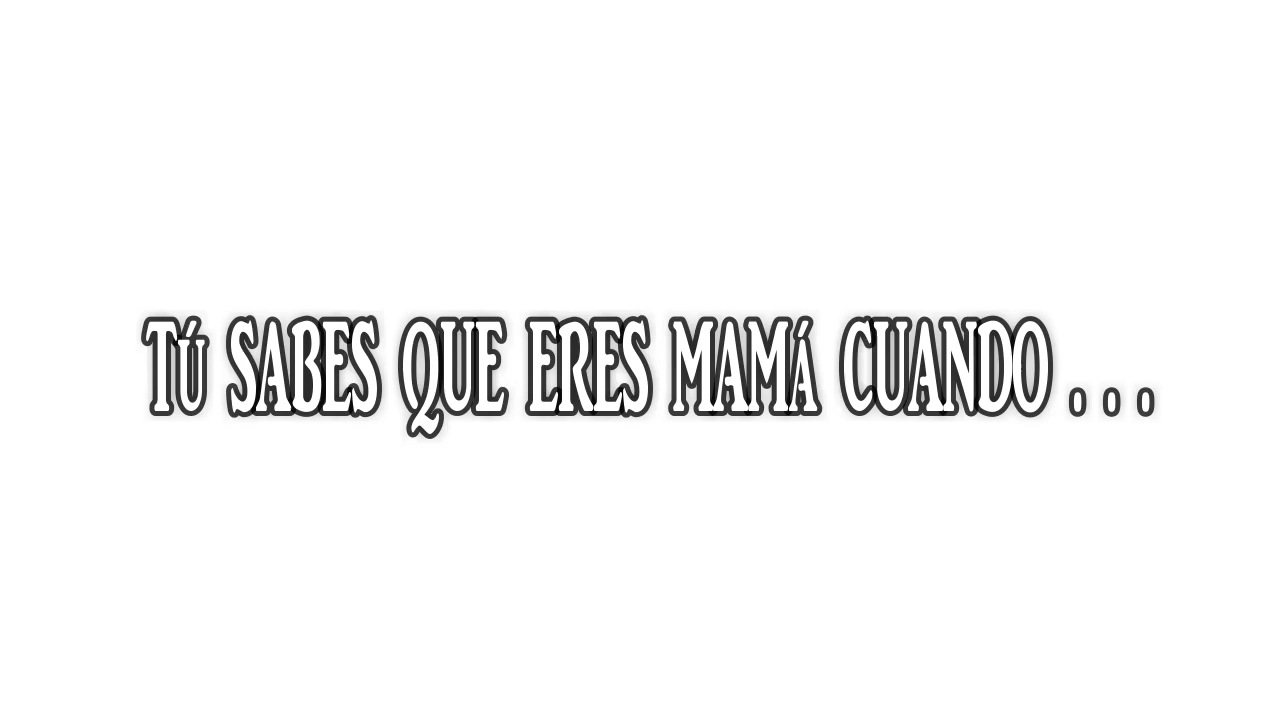 TÚ SABES QUE ERES MAMÁ CUANDO . . .